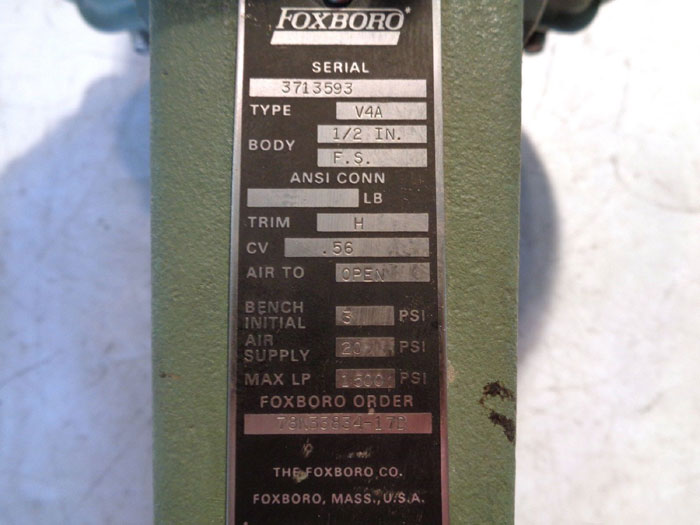 FOXBORO
SERIAL
3713593
TYPE V4A
BODY 1/2 IN.
F.S.
ANSI CONN
LB
TRIM H
CV .56
AIR TO OPEN
BENCH INITIAL 3 PSI
AIR SUPPLY 20 PSI
MAX LP 1500 PSI
FOXBORO ORDER
THE FOXBORO CO.
FOXBORO, MASS., U.S.A.